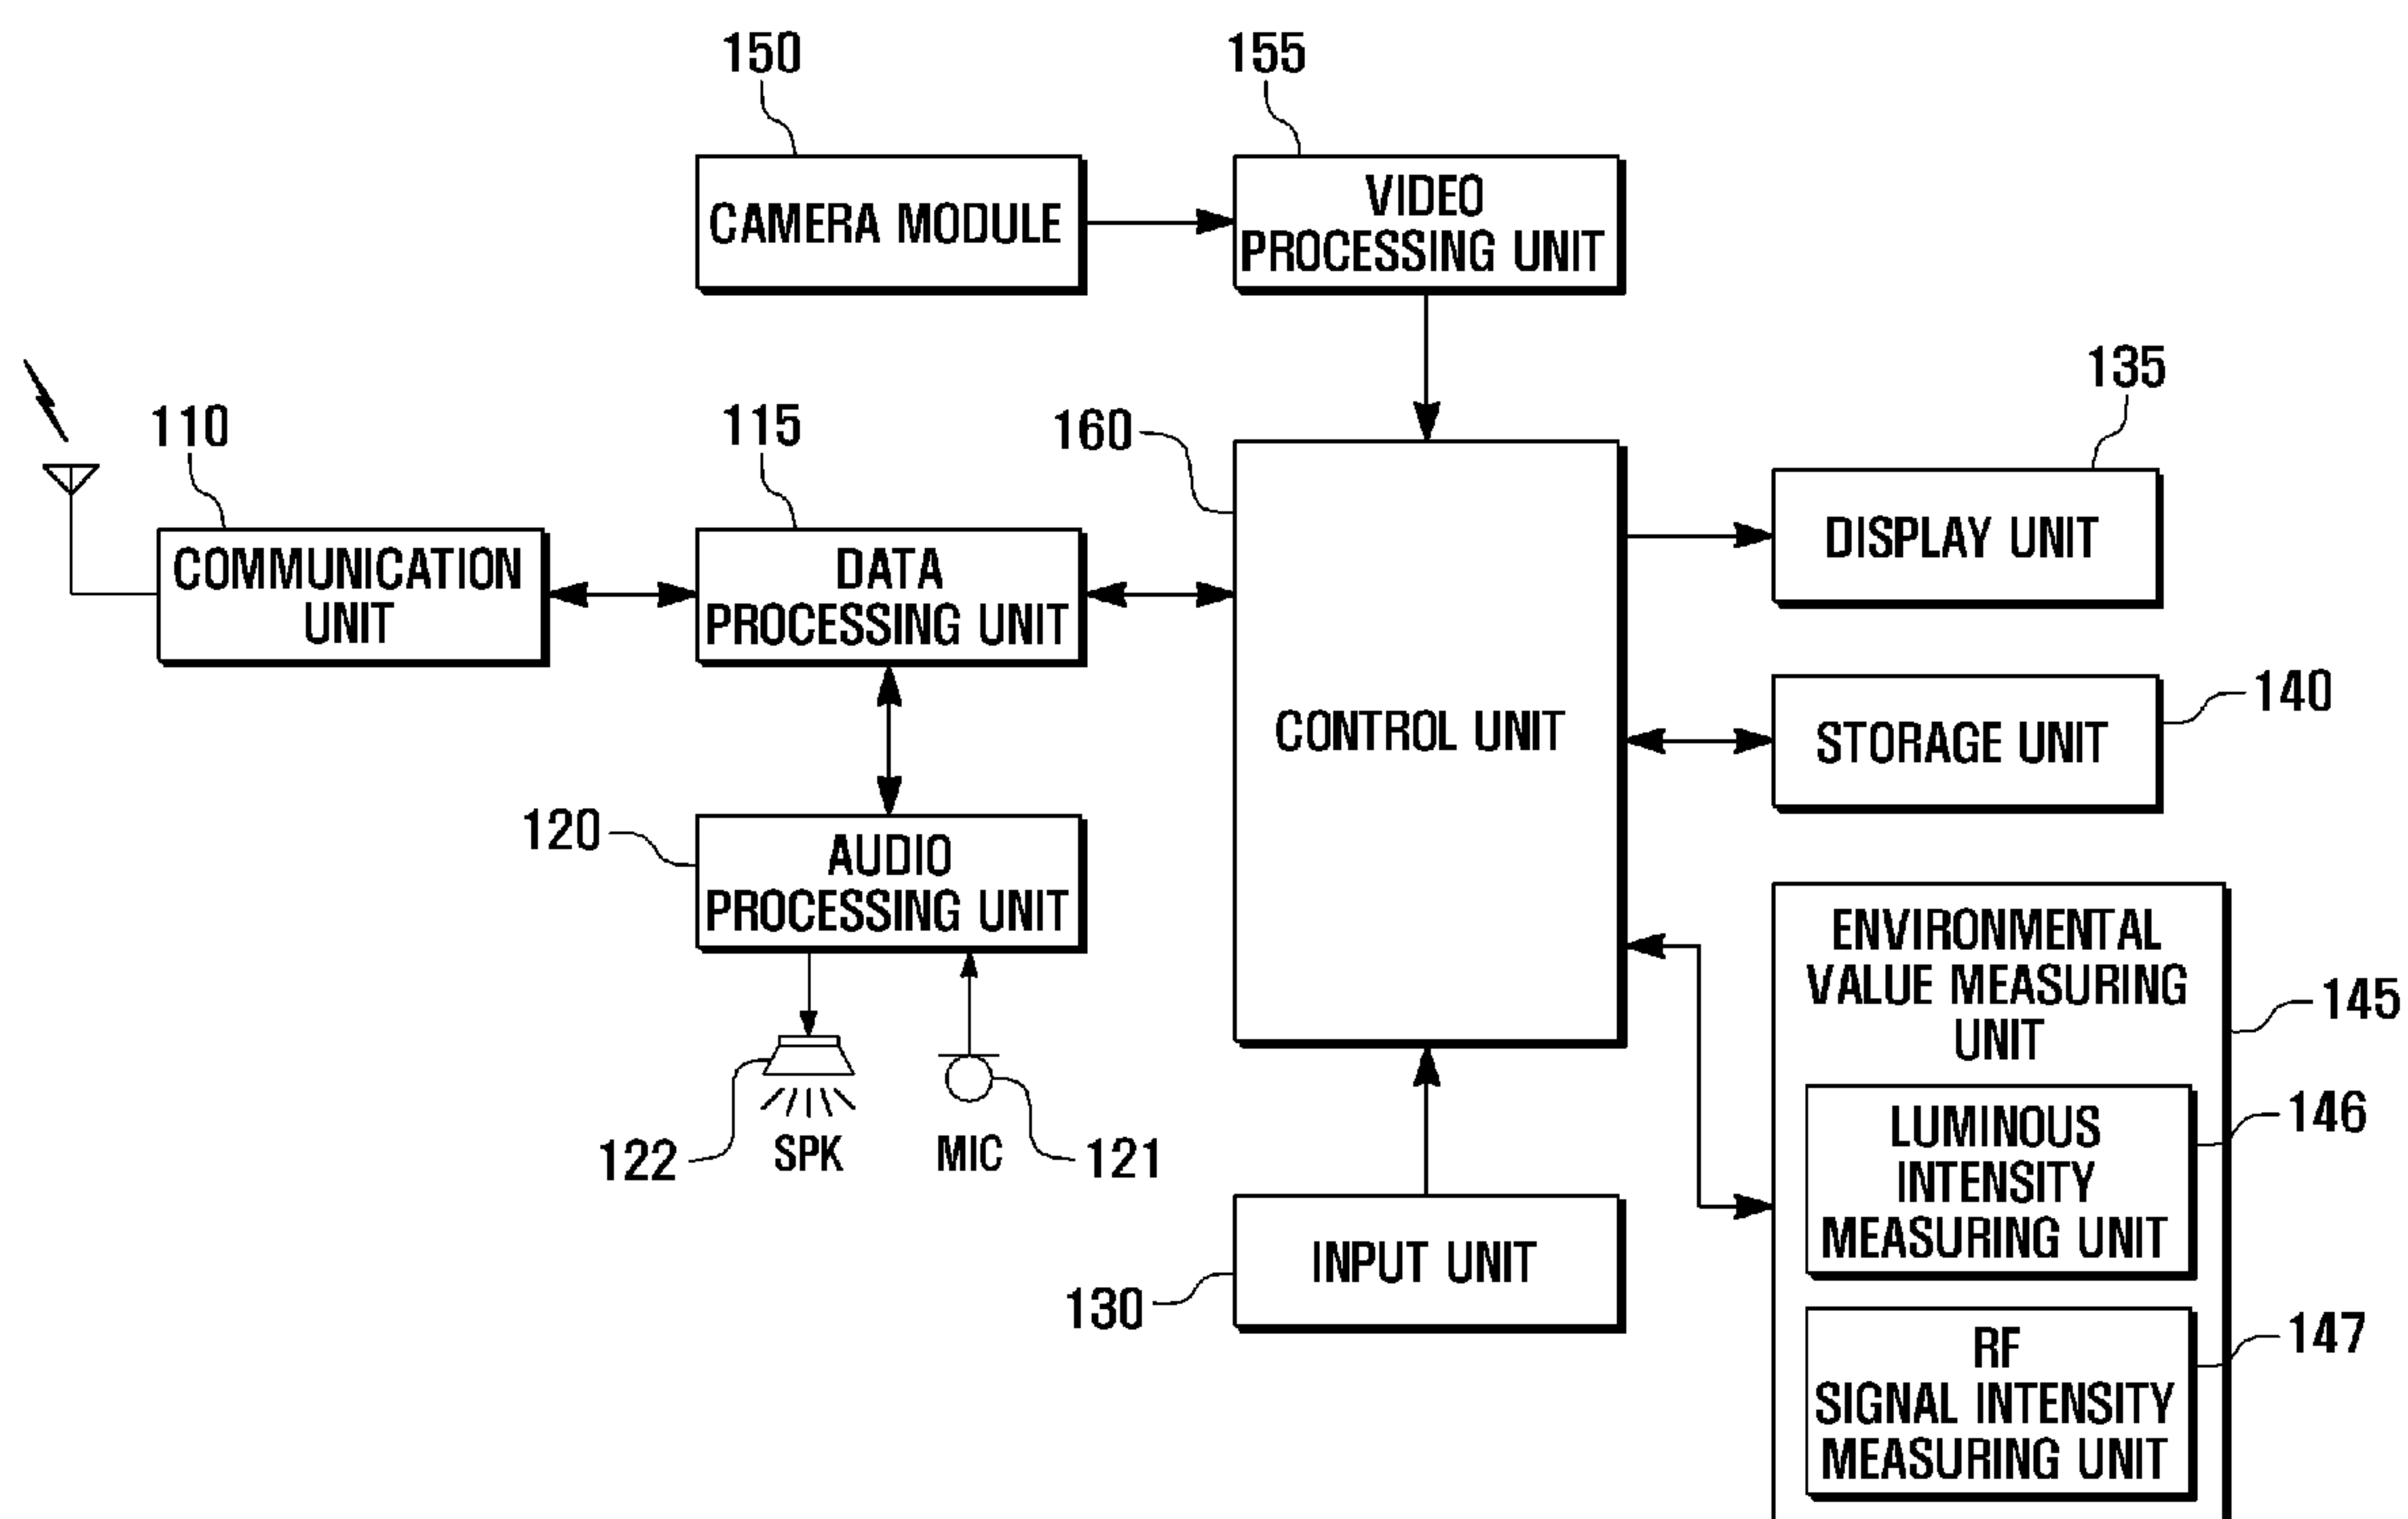 150
155
CAMERA MODULE
VIDEO
PROCESSING UNIT
135
110
115
160
COMMUNICATION
UNIT
DATA
PROCESSING UNIT
DISPLAY UNIT
140
CONTROL UNIT
STORAGE UNIT
120
AUDIO
PROCESSING UNIT
ENVIRONMENTAL
VALUE MEASURING
UNIT
145
122
SPK
MIC
121
146
LUMINOUS
INTENSITY
MEASURING UNIT
INPUT UNIT
130
147
RF
SIGNAL INTENSITY
MEASURING UNIT